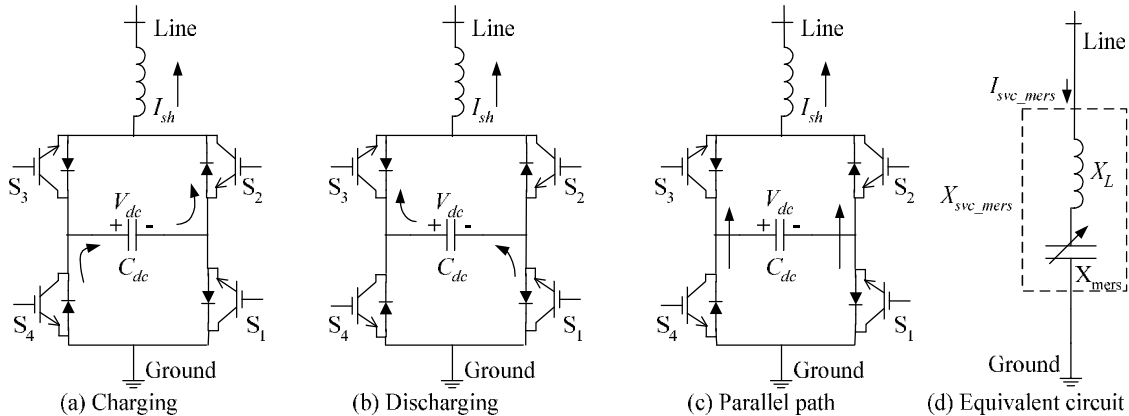 Line
I_sh
S_3
S_2
V_dc
+ -
C_dc
S_4
S_1
Ground
(a) Charging
Line
I_sh
S_3
S_2
V_dc
+ -
C_dc
S_4
S_1
Ground
(b) Discharging
Line
I_sh
S_3
S_2
V_dc
+ -
C_dc
S_4
S_1
Ground
(c) Parallel path
Line
I_svc_mers
X_L
X_svc_mers
X_mers
Ground
(d) Equivalent circuit